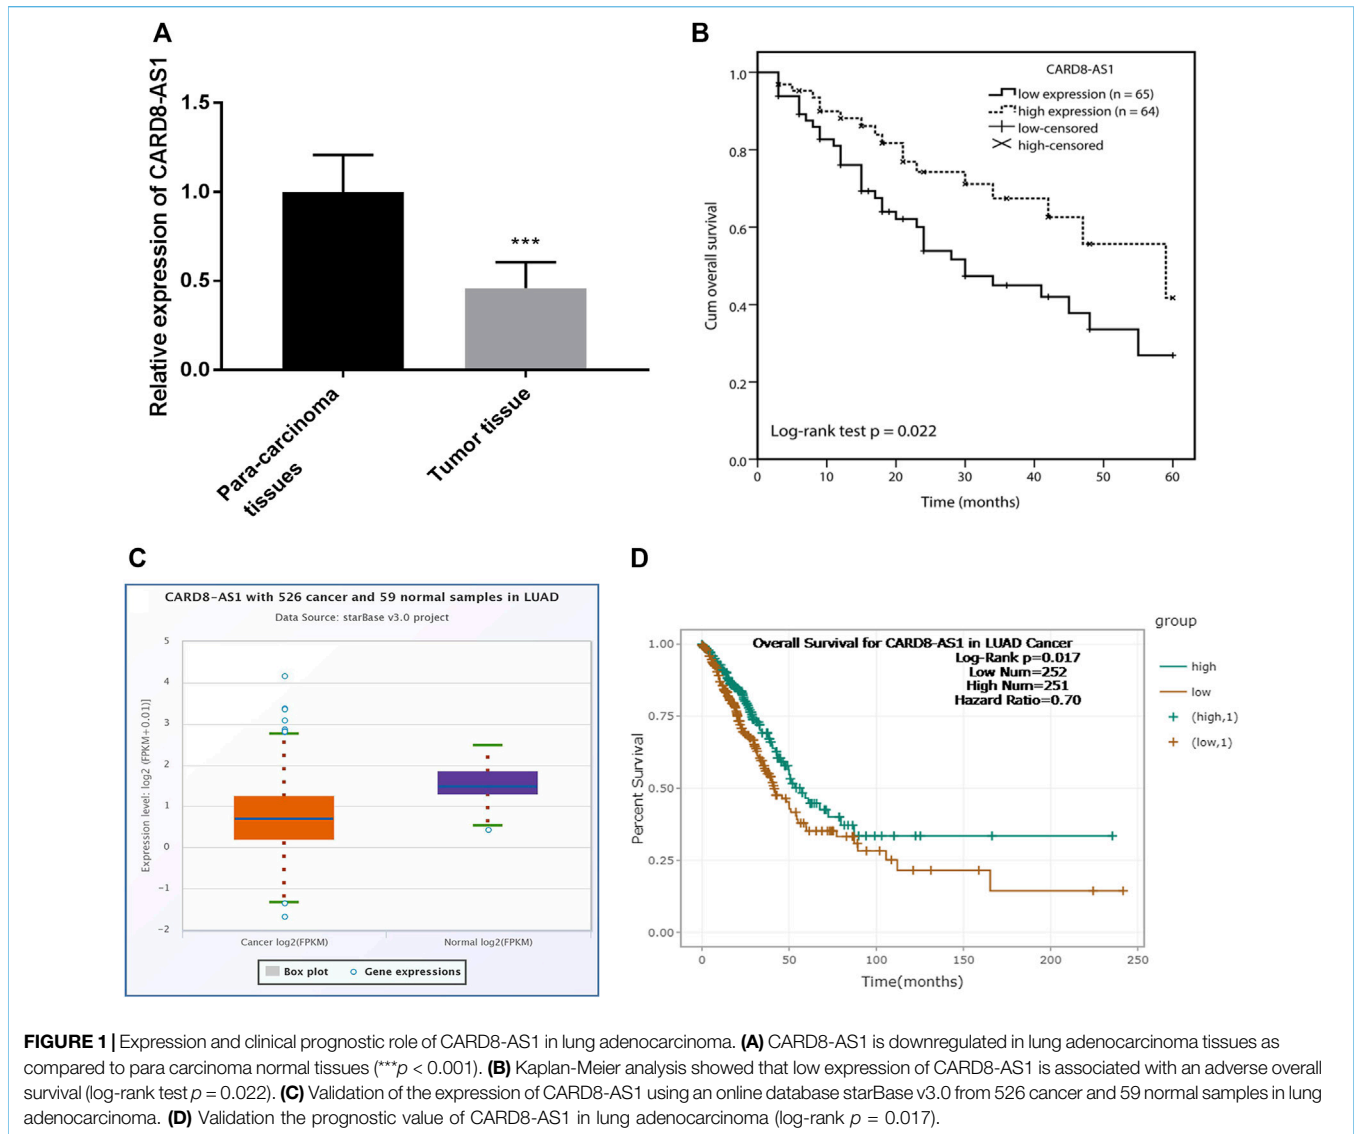 A
Relative expression of CARD8-AS1
1.5
1.0
0.5
0.0
***
Para-carcinoma
tissues
Tumor tissue
B
Cum overall survival
1.0
0.8
0.6
0.4
0.2
0.0
CARD8-AS1
low expression (n = 65)
high expression (n = 64)
low-censored
high-censored
Log-rank test p = 0.022
0 10 20 30 40 50 60
Time (months)
C
CARD8-AS1 with 526 cancer and 59 normal samples in LUAD
Data Source: starBase v3.0 project
Expression level: log2 (FPKM+0.01)]
5
4
3
2
1
0
-1
-2
Cancer log2(FPKM) Normal log2(FPKM)
Box plot Gene expressions
D
Overall Survival for CARD8-AS1 in LUAD Cancer
Log-Rank p=0.017
Low Num=252
High Num=251
Hazard Ratio=0.70
Percent Survival
1.00
0.75
0.50
0.25
0.00
0 50 100 150 200 250
Time(months)
group
high
low
(high,1)
(low,1)
FIGURE 1 | Expression and clinical prognostic role of CARD8-AS1 in lung adenocarcinoma. (A) CARD8-AS1 is downregulated in lung adenocarcinoma tissues as
compared to para carcinoma normal tissues (***p < 0.001). (B) Kaplan-Meier analysis showed that low expression of CARD8-AS1 is associated with an adverse overall
survival (log-rank test p = 0.022). (C) Validation of the expression of CARD8-AS1 using an online database starBase v3.0 from 526 cancer and 59 normal samples in lung
adenocarcinoma. (D) Validation the prognostic value of CARD8-AS1 in lung adenocarcinoma (log-rank p = 0.017).